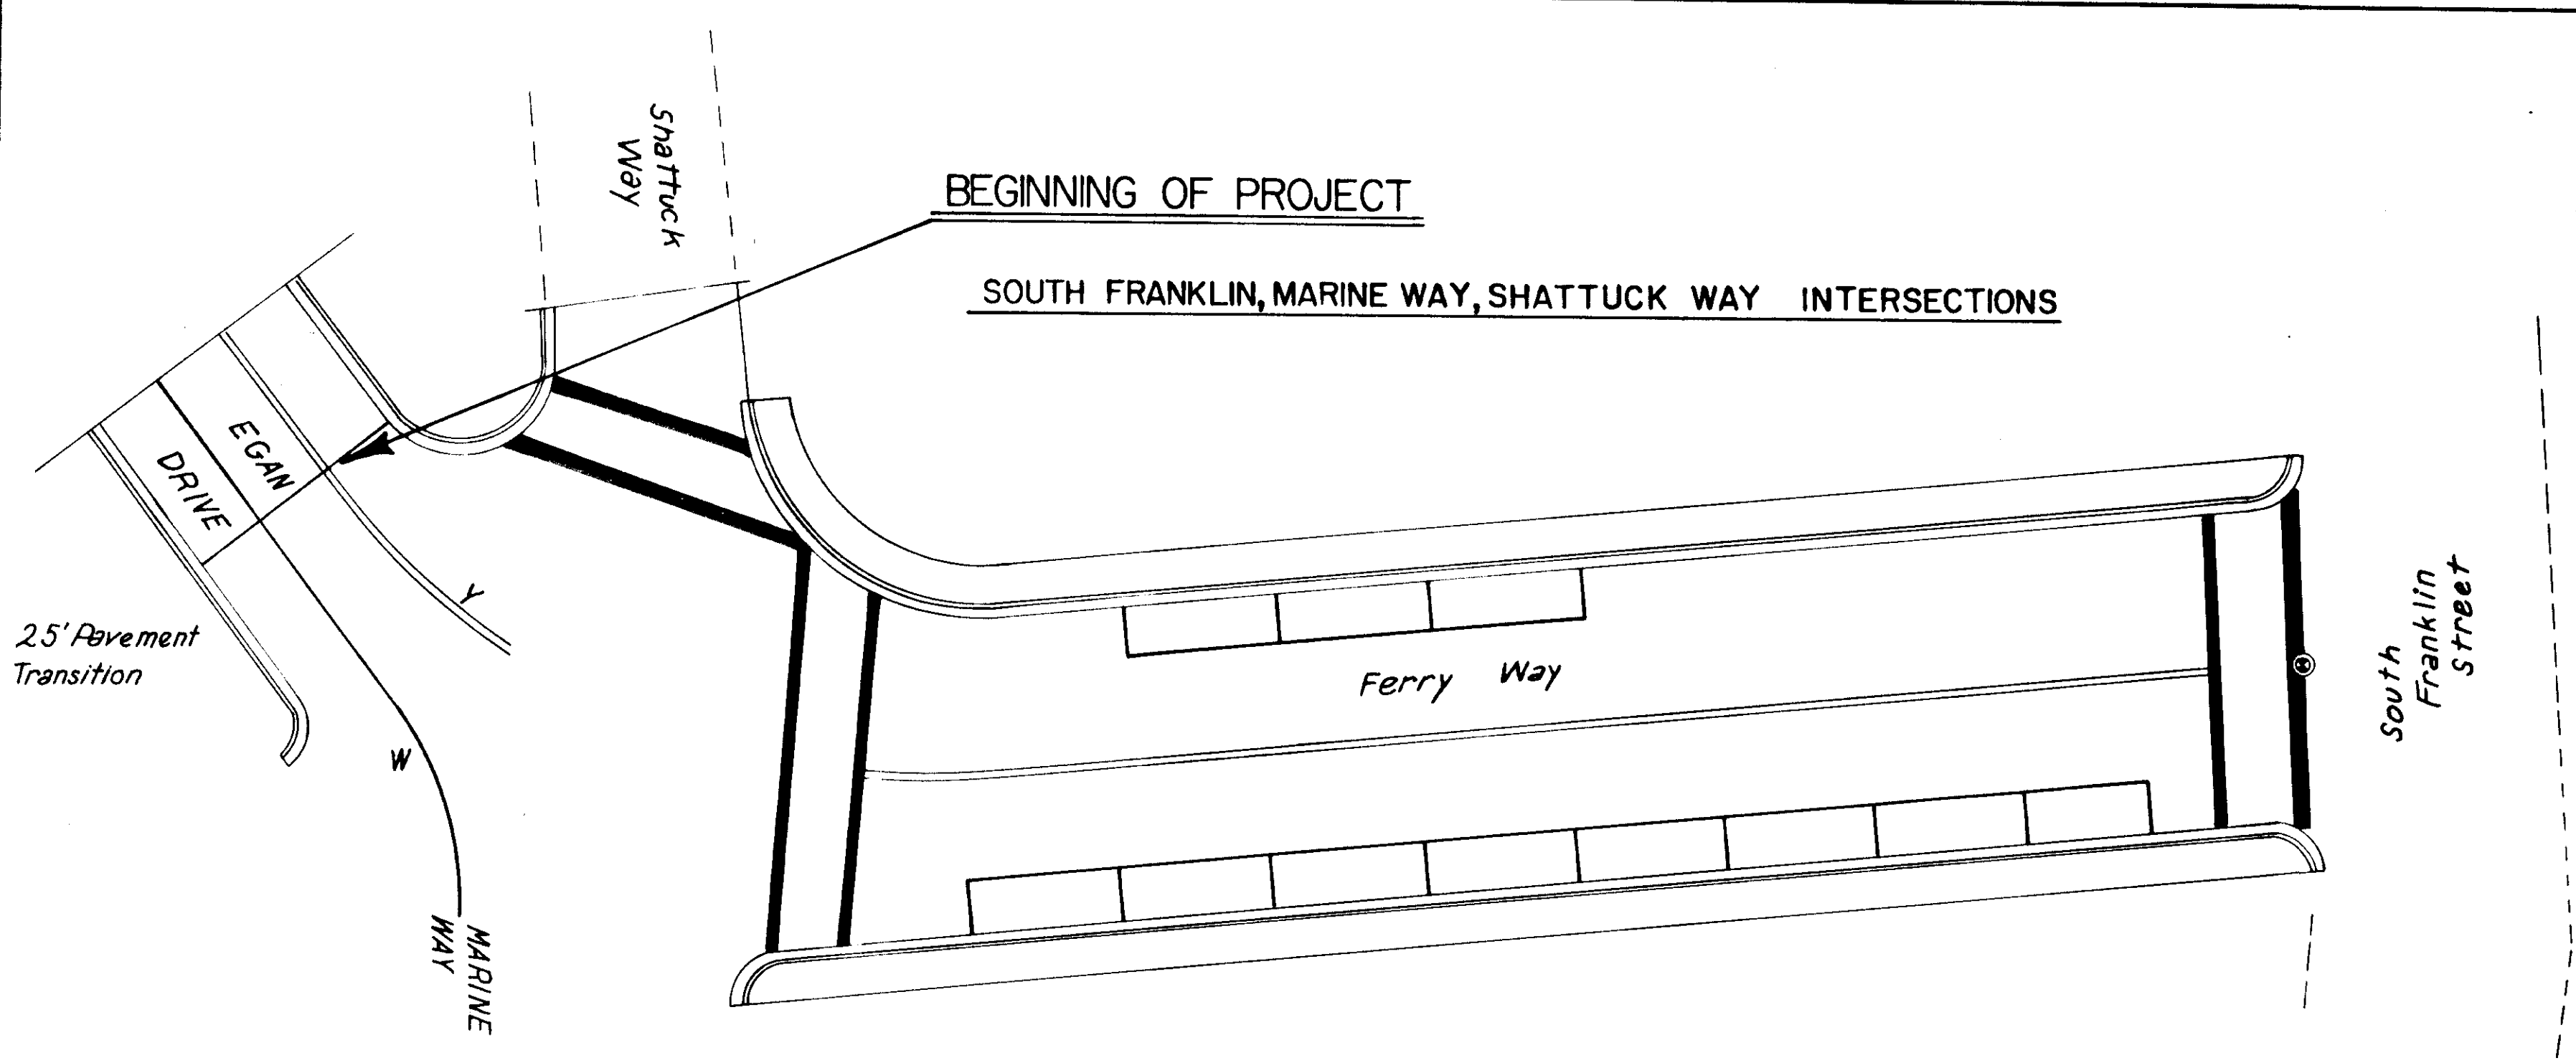 Shattuck
Way
BEGINNING OF PROJECT
SOUTH FRANKLIN, MARINE WAY, SHATTUCK WAY INTERSECTIONS
EGAN
DRIVE
Y
25' Pavement
Transition
W
MARINE
WAY
Ferry Way
South
Franklin
Street